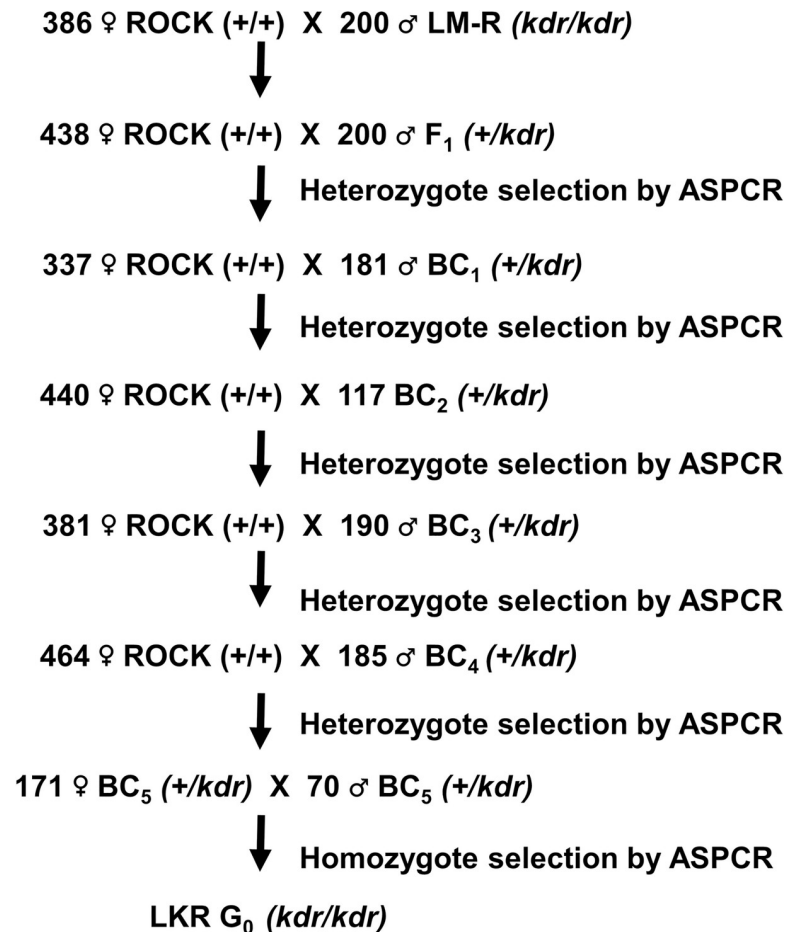 386 ♀ ROCK (+/+) X 200 ♂ LM-R (kdr/kdr)
438 ♀ ROCK (+/+) X 200 ♂ F₁ (+/kdr)
Heterozygote selection by ASPCR
337 ♀ ROCK (+/+) X 181 ♂ BC₁ (+/kdr)
Heterozygote selection by ASPCR
440 ♀ ROCK (+/+) X 117 BC₂ (+/kdr)
Heterozygote selection by ASPCR
381 ♀ ROCK (+/+) X 190 ♂ BC₃ (+/kdr)
Heterozygote selection by ASPCR
464 ♀ ROCK (+/+) X 185 ♂ BC₄ (+/kdr)
Heterozygote selection by ASPCR
171 ♀ BC₅ (+/kdr) X 70 ♂ BC₅ (+/kdr)
Homozygote selection by ASPCR
LKR G₀ (kdr/kdr)